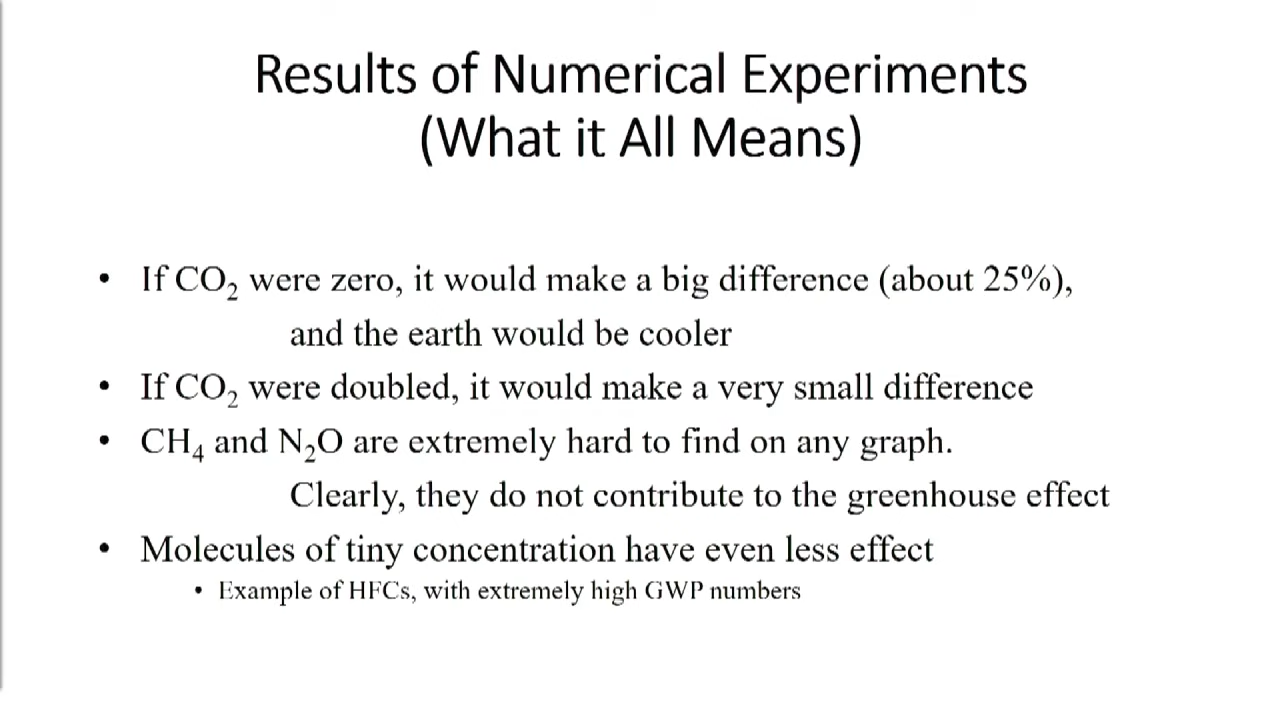 Results of Numerical Experiments
(What it All Means)
• If CO₂ were zero, it would make a big difference (about 25%),
and the earth would be cooler
• If CO₂ were doubled, it would make a very small difference
• CH₄ and N₂O are extremely hard to find on any graph.
Clearly, they do not contribute to the greenhouse effect
• Molecules of tiny concentration have even less effect
• Example of HFCs, with extremely high GWP numbers